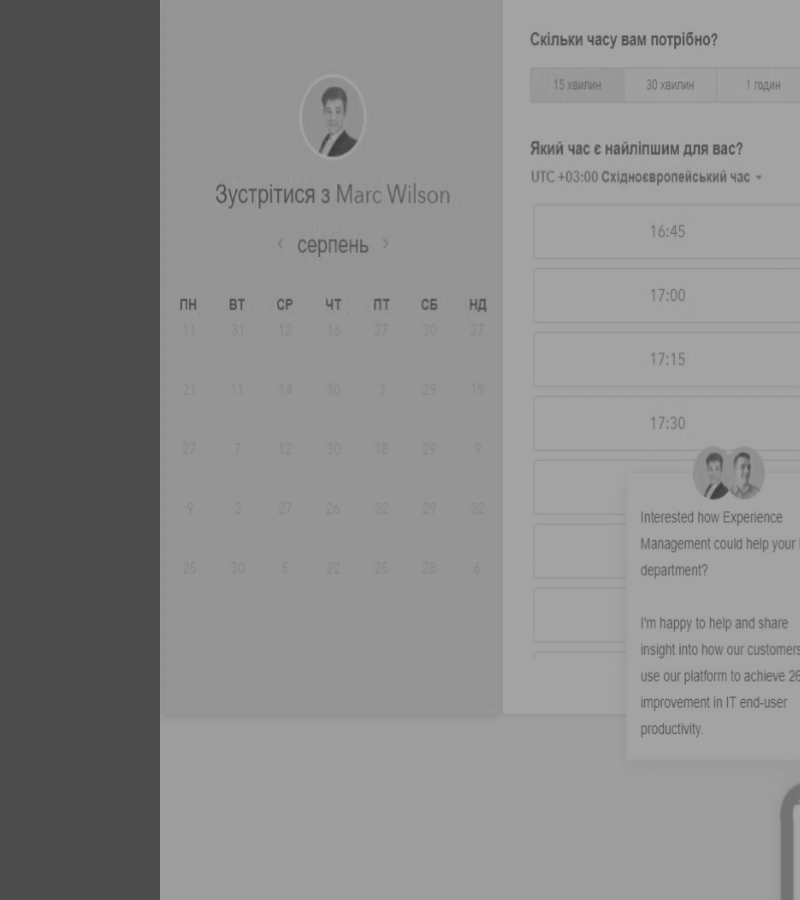 Зустрітися з Marc Wilson
‹ серпень ›
ПН ВТ СР ЧТ ПТ СБ НД
11 31 12 16 27 30 27
21 11 14 30 3 29 19
27 7 12 30 18 29 9
9 2 27 26 22 29 22
25 30 5 22 25 28 6
Скільки часу вам потрібно?
15 хвилин 30 хвилин 1 годин
Який час є найліпшим для вас?
UTC +03:00 Східноєвропейський час
16:45
17:00
17:15
17:30
Interested how Experience
Management could help your
department?
I'm happy to help and share
insight into how our customers
use our platform to achieve
improvement in IT end-user
productivity.